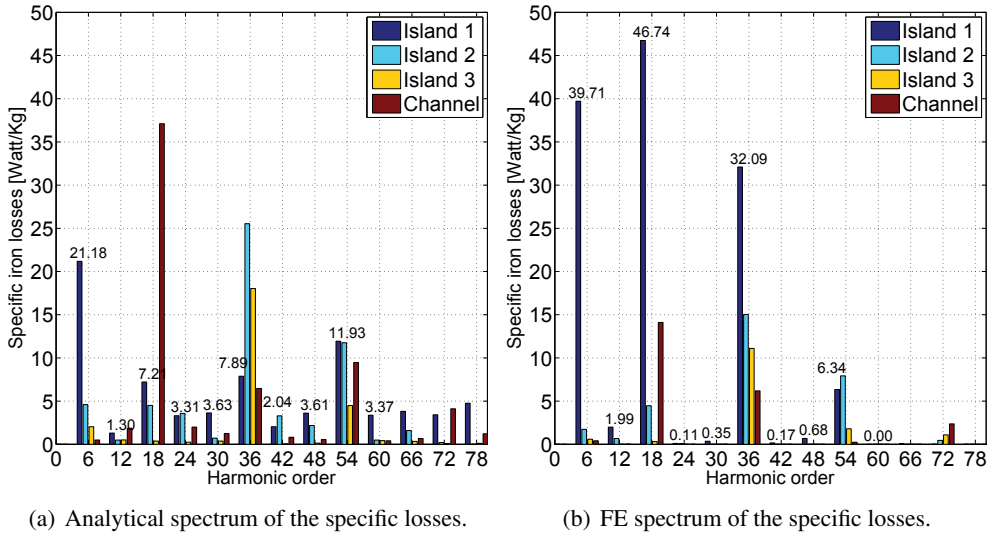 50
45
40
35
30
25
20
15
10
5
0
Specific iron losses [Watt/Kg]
Island 1
Island 2
Island 3
Channel
21.18
1.30
7.21
3.31
3.63
7.89
2.04
3.61
11.93
3.37
0 6 12 18 24 30 36 42 48 54 60 66 72 78
Harmonic order
(a) Analytical spectrum of the specific losses.
50
45
40
35
30
25
20
15
10
5
0
Specific iron losses [Watt/Kg]
Island 1
Island 2
Island 3
Channel
39.71
1.99
46.74
0.11
0.35
32.09
0.17
0.68
6.34
0.00
0 6 12 18 24 30 36 42 48 54 60 66 72 78
Harmonic order
(b) FE spectrum of the specific losses.